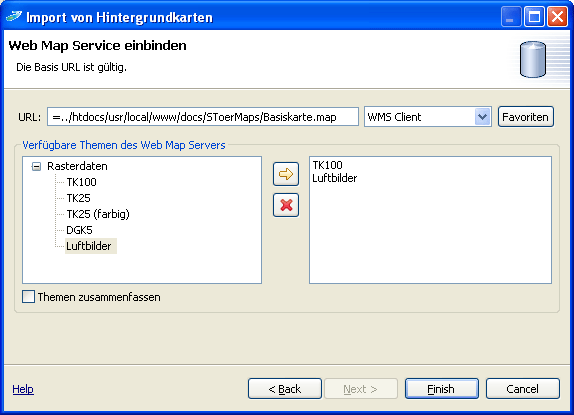 Import von Hintergrundkarten
Web Map Service einbinden
Die Basis URL ist gültig.
URL: =../htdocs/usr/local/www/docs/SToerMaps/Basiskarte.map WMS Client Favoriten
Verfügbare Themen des Web Map Servers
Rasterdaten
TK100
TK25
TK25 (farbig)
DGK5
Luftbilder
TK100
Luftbilder
Themen zusammenfassen
Help < Back Next > Finish Cancel